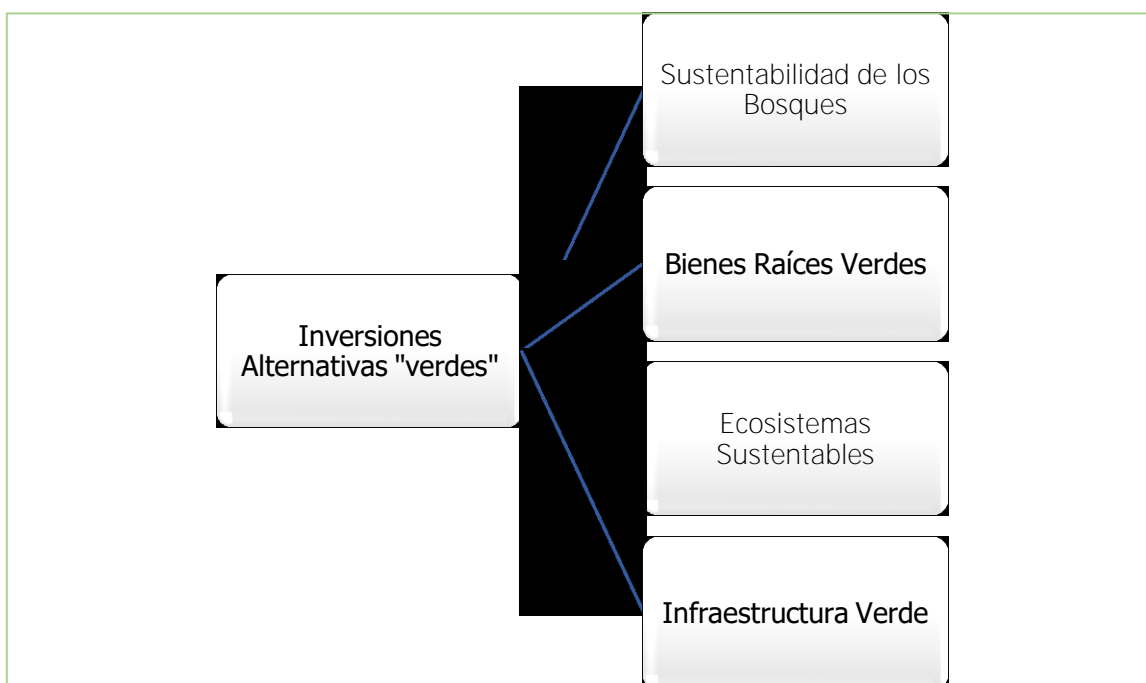 Sustentabilidad de los
Bosques
Bienes Raíces Verdes
Inversiones
Alternativas "verdes"
Ecosistemas
Sustentables
Infraestructura Verde